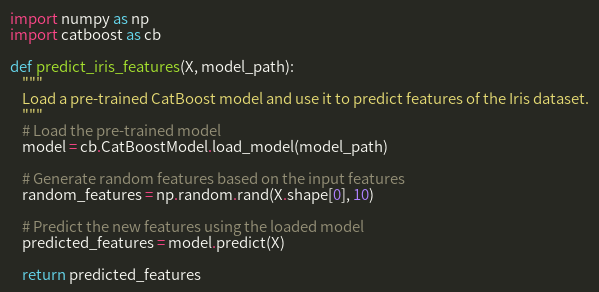 import numpy as np
import catboost as cb

def predict_iris_features(X, model_path):
    """
    Load a pre-trained CatBoost model and use it to predict features of the Iris dataset.
    """
    # Load the pre-trained model
    model = cb.CatBoostModel.load_model(model_path)

    # Generate random features based on the input features
    random_features = np.random.rand(X.shape[0], 10)

    # Predict the new features using the loaded model
    predicted_features = model.predict(X)

    return predicted_features